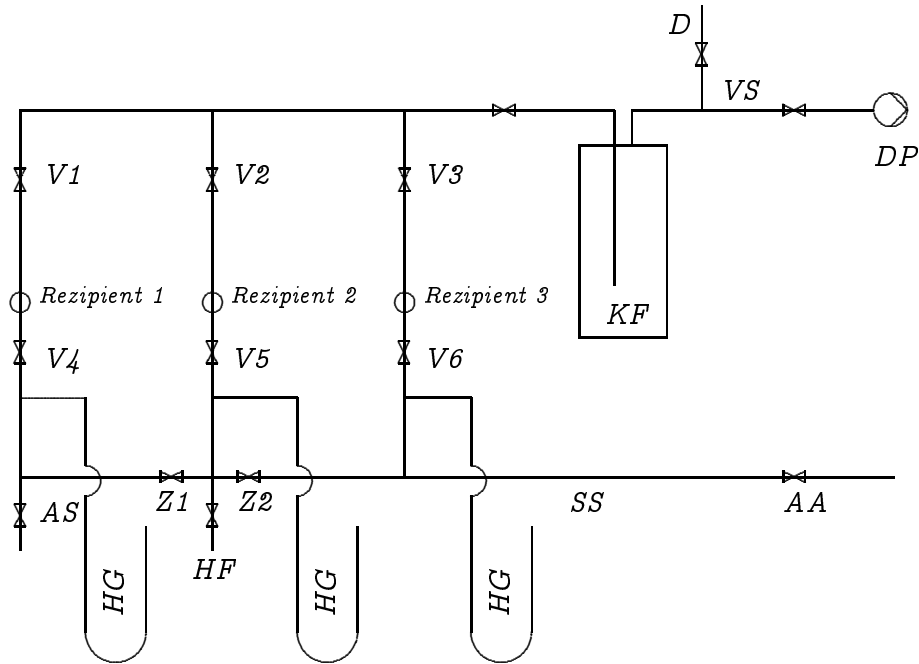 D
VS
DP
V1
V2
V3
Rezipient 1
Rezipient 2
Rezipient 3
KF
V4
V5
V6
AS
Z1
Z2
SS
AA
HF
HG
HG
HG